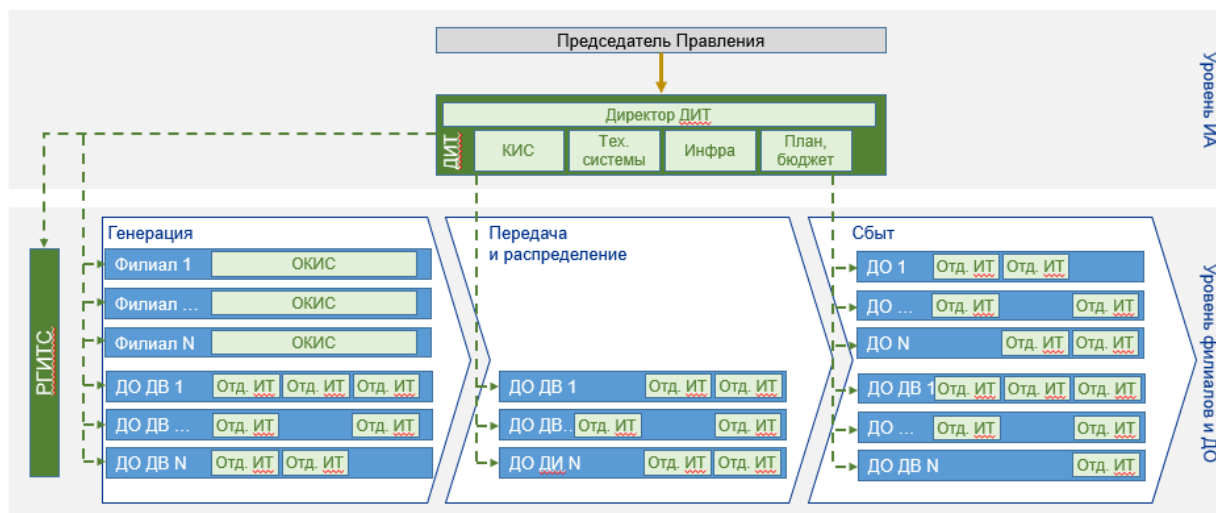 Председатель Правления
Уровень ИА
Директор ДИТ
ДИТ
КИС
Тех.
системы
Инфра
План,
бюджет
Генерация
Филиал 1 ОКИС
Филиал ... ОКИС
Филиал N ОКИС
ДО ДВ 1 Отд. ИТ Отд. ИТ Отд. ИТ
ДО ДВ ... Отд. ИТ Отд. ИТ
ДО ДВ N Отд. ИТ Отд. ИТ
РГИТС
Передача
и распределение
ДО ДВ 1 Отд. ИТ Отд. ИТ
ДО ДВ.. Отд. ИТ Отд. ИТ
ДО ДИ N Отд. ИТ Отд. ИТ
Сбыт
ДО 1 Отд. ИТ Отд. ИТ
ДО ... Отд. ИТ Отд. ИТ
ДО N Отд. ИТ Отд. ИТ
ДО ДВ 1 Отд. ИТ Отд. ИТ Отд. ИТ
ДО ... Отд. ИТ Отд. ИТ
ДО ДВ N Отд. ИТ
Уровень филиалов и ДО